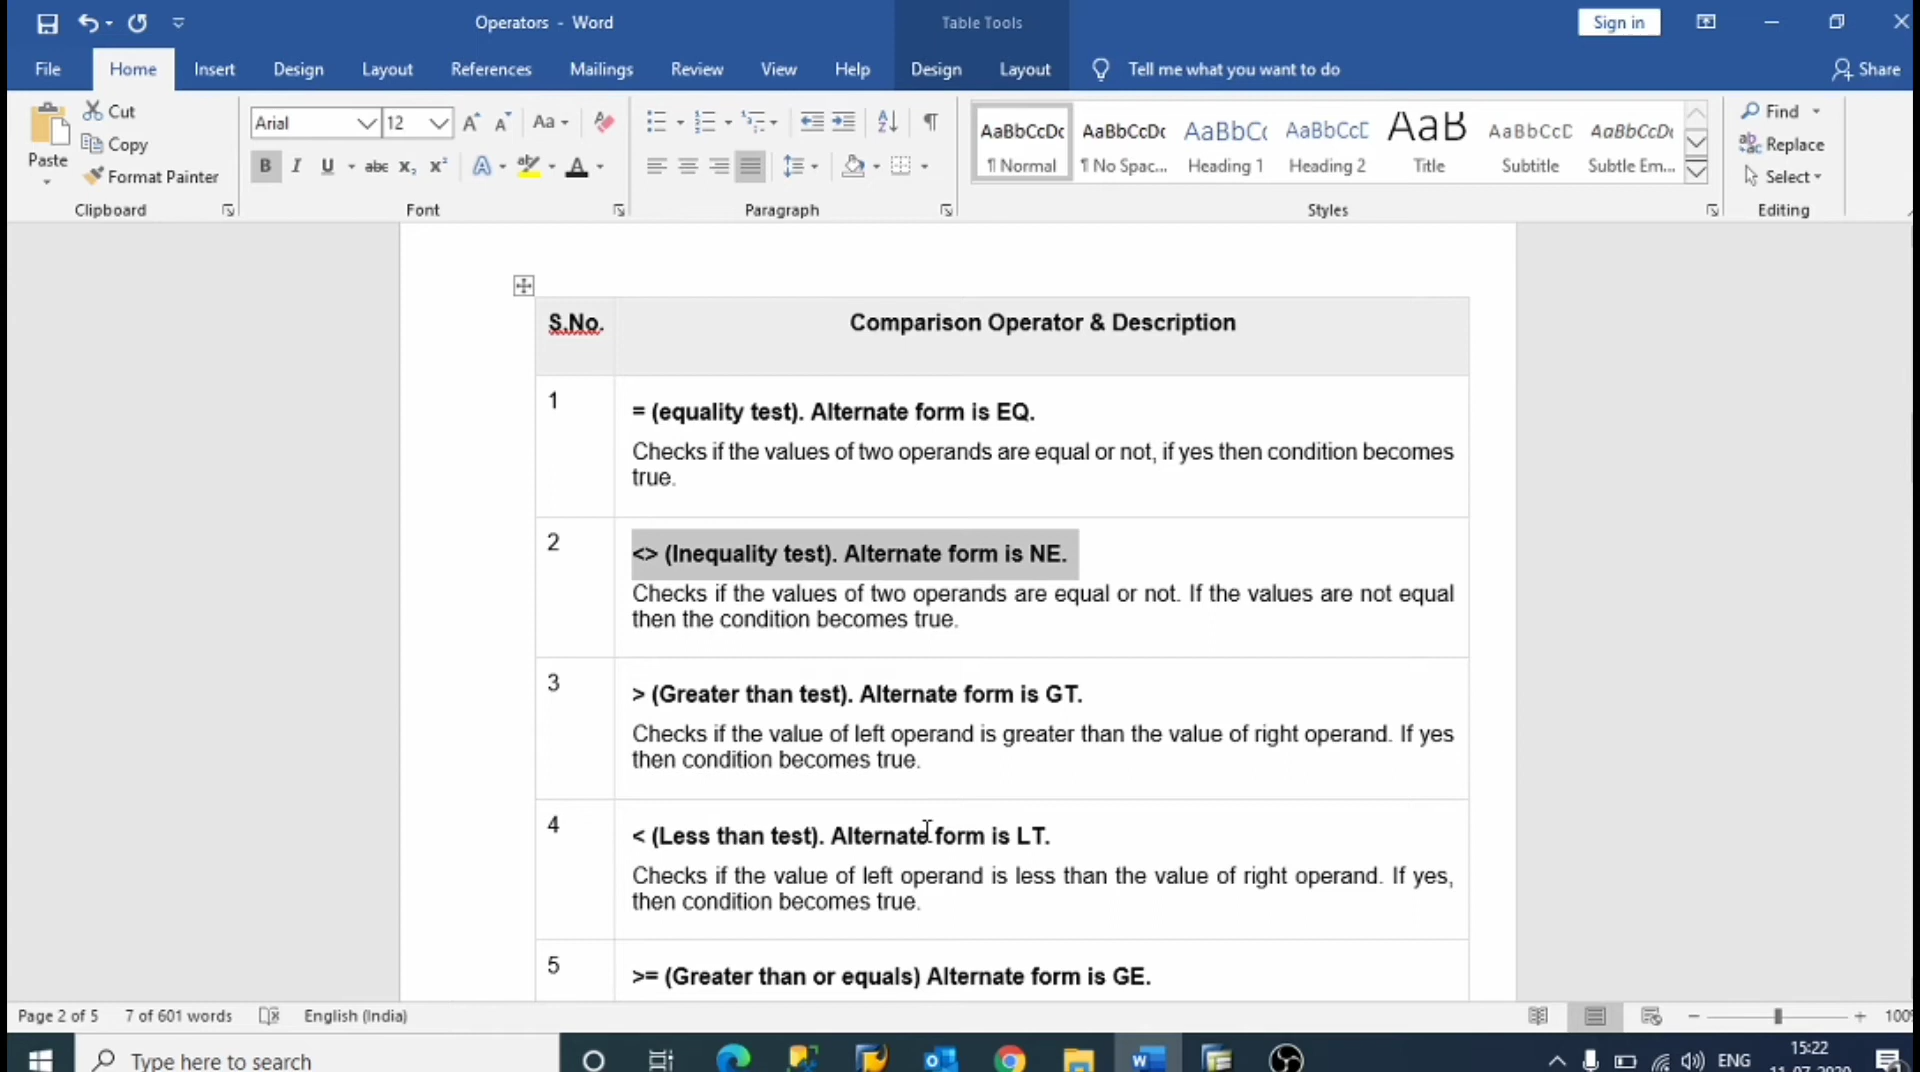 Operators - Word
Table Tools
Sign in
File Home Insert Design Layout References Mailings Review View Help Design Layout Tell me what you want to do Share
Paste
Cut
Copy
Format Painter
Clipboard
Arial 12
Font
Paragraph
AaBbCcDc AaBbCcDc AaBbC AaBbCcD AaB AaBbCcD AaBbCcDc
¶ Normal ¶ No Spac... Heading 1 Heading 2 Title Subtitle Subtle Em...
Styles
Find
Replace
Select
Editing
S.No. Comparison Operator & Description
1 = (equality test). Alternate form is EQ.
Checks if the values of two operands are equal or not, if yes then condition becomes
true.
2 <> (Inequality test). Alternate form is NE.
Checks if the values of two operands are equal or not. If the values are not equal
then the condition becomes true.
3 > (Greater than test). Alternate form is GT.
Checks if the value of left operand is greater than the value of right operand. If yes
then condition becomes true.
4 < (Less than test). Alternate form is LT.
Checks if the value of left operand is less than the value of right operand. If yes,
then condition becomes true.
5 >= (Greater than or equals) Alternate form is GE.
Page 2 of 5 7 of 601 words English (India)
Type here to search
ENG
15:22